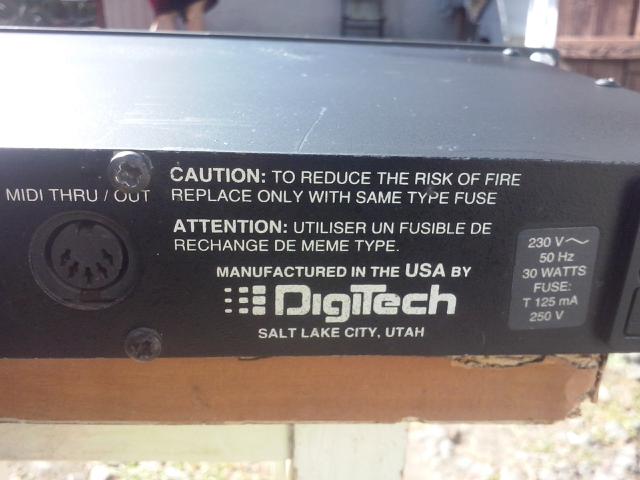 MIDI THRU / OUT
CAUTION: TO REDUCE THE RISK OF FIRE
REPLACE ONLY WITH SAME TYPE FUSE
ATTENTION: UTILISER UN FUSIBLE DE
RECHANGE DE MEME TYPE.
MANUFACTURED IN THE USA BY
DigiTech
SALT LAKE CITY, UTAH
230 V~
50 Hz
30 WATTS
FUSE:
T 125 mA
250 V